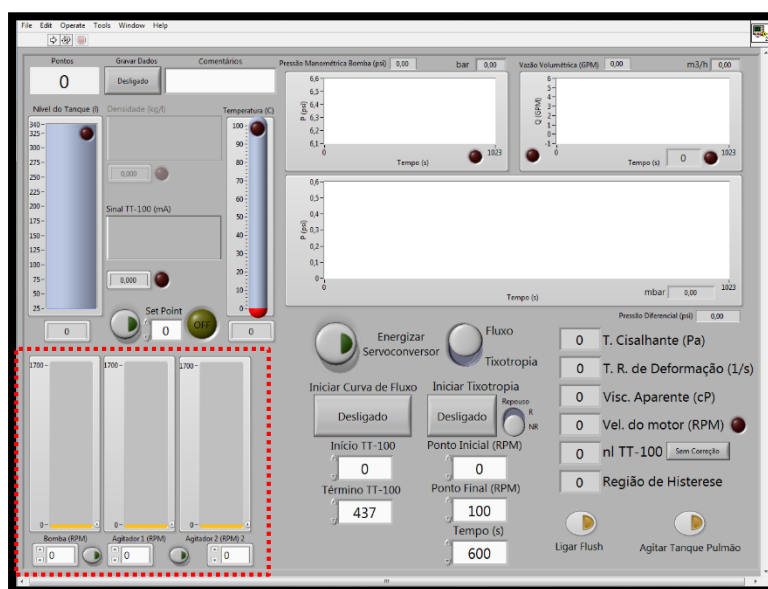 File Edit Operate Tools Window Help
Pontos Gravar Dados Comentários
0 Desligado
Nivel do Tanque (l) Densidade (kg/l) Temperatura (C)
340
325
300
275
250
225
200
175
150
125
100
75
50
25
0
0,000
Sinal TT-100 (mA)
0,000
Set Point
0 OFF
100
90
80
70
60
50
40
30
20
10
0
0
Pressão Manométrica Bomba (psi) 0,00 bar 0,00
P (psi)
6,6
6,5
6,4
6,3
6,2
6,1
0 1023
Tempo (s)
Vazão Volumétrica (GPM) 0,00 m3/h 0,00
Q (GPM)
6
5
4
3
2
1
0
-1
0 1023
Tempo (s) 0
P (psi)
0,6
0,5
0,4
0,3
0,2
0,1
0
0 1023
Tempo (s) mbar 0,00
Pressão Diferencial (psi) 0,00
1700 1700 1700
0 0 0
Bomba (RPM) Agitador 1 (RPM) Agitador 2 (RPM) 2
0 0 0
Energizar
Servoconversor
Fluxo
Tixotropia
Iniciar Curva de Fluxo Iniciar Tixotropia
Desligado Desligado
Repouso
R
NR
Início TT-100 Ponto Inicial (RPM)
0 0
Término TT-100 Ponto Final (RPM)
437 100
Tempo (s)
600
0 T. Cisalhante (Pa)
0 T. R. de Deformação (1/s)
0 Visc. Aparente (cP)
0 Vel. do motor (RPM)
0 nl TT-100 Sem Correção
0 Região de Histerese
Ligar Flush Agitar Tanque Pulmão